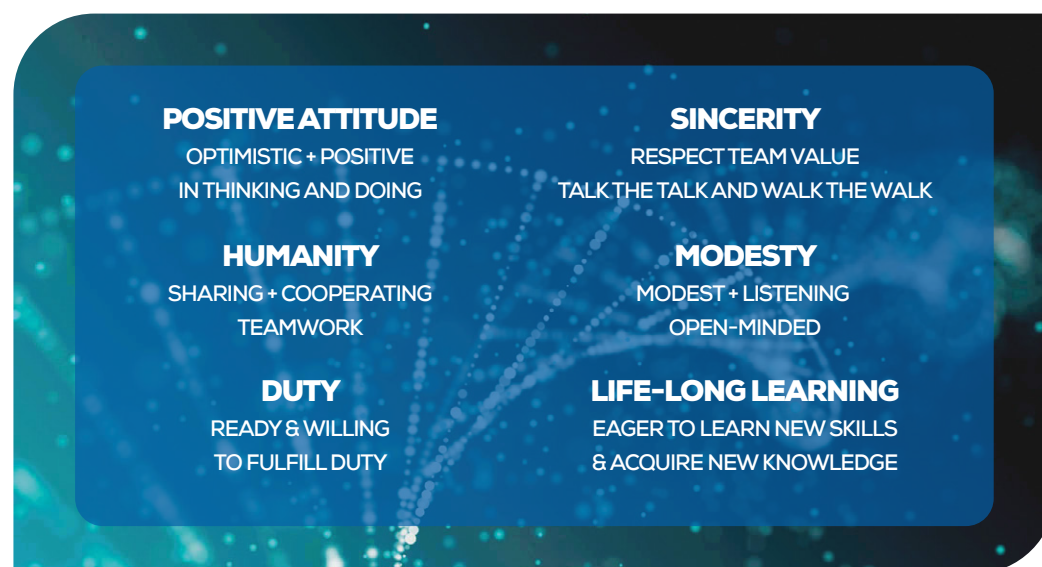 POSITIVE ATTITUDE
OPTIMISTIC + POSITIVE
IN THINKING AND DOING
SINCERITY
RESPECT TEAM VALUE
TALK THE TALK AND WALK THE WALK
HUMANITY
SHARING + COOPERATING
TEAMWORK
MODESTY
MODEST + LISTENING
OPEN-MINDED
DUTY
READY & WILLING
TO FULFILL DUTY
LIFE-LONG LEARNING
EAGER TO LEARN NEW SKILLS
& ACQUIRE NEW KNOWLEDGE